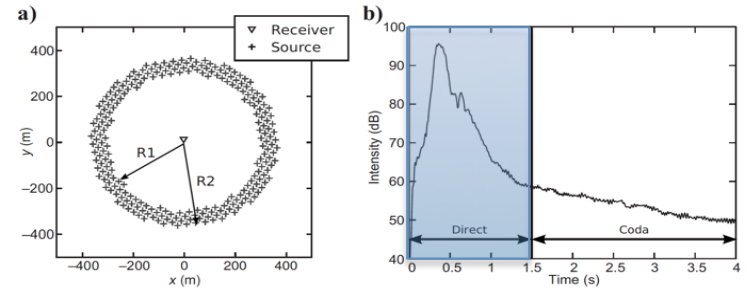 a)
Receiver
Source
400
200
0
−200
−400
y (m)
R1
R2
−400
−200
0
200
400
x (m)
b)
100
90
80
70
60
50
40
Intensity (dB)
Direct
Coda
0
0.5
1
1.5
2
2.5
3
3.5
4
Time (s)